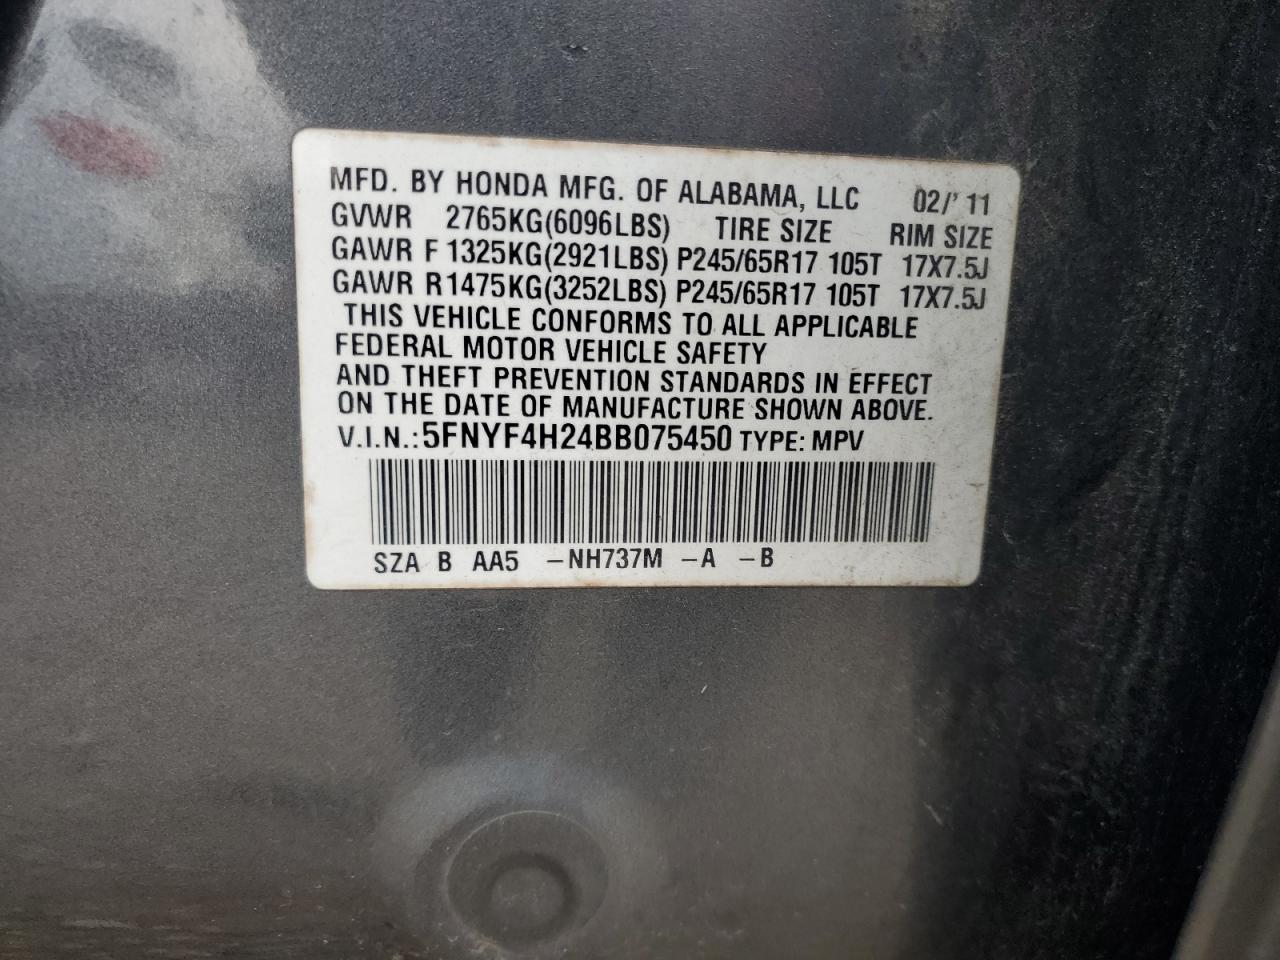 MFD. BY HONDA MFG. OF ALABAMA, LLC 02/' 11
GVWR 2765KG(6096LBS) TIRE SIZE RIM SIZE
GAWR F 1325KG(2921LBS) P245/65R17 105T 17X7.5J
GAWR R1475KG(3252LBS) P245/65R17 105T 17X7.5J
THIS VEHICLE CONFORMS TO ALL APPLICABLE
FEDERAL MOTOR VEHICLE SAFETY
AND THEFT PREVENTION STANDARDS IN EFFECT
ON THE DATE OF MANUFACTURE SHOWN ABOVE.
V.I.N.:5FNYF4H24BB075450 TYPE: MPV
SZA B AA5 –NH737M –A –B